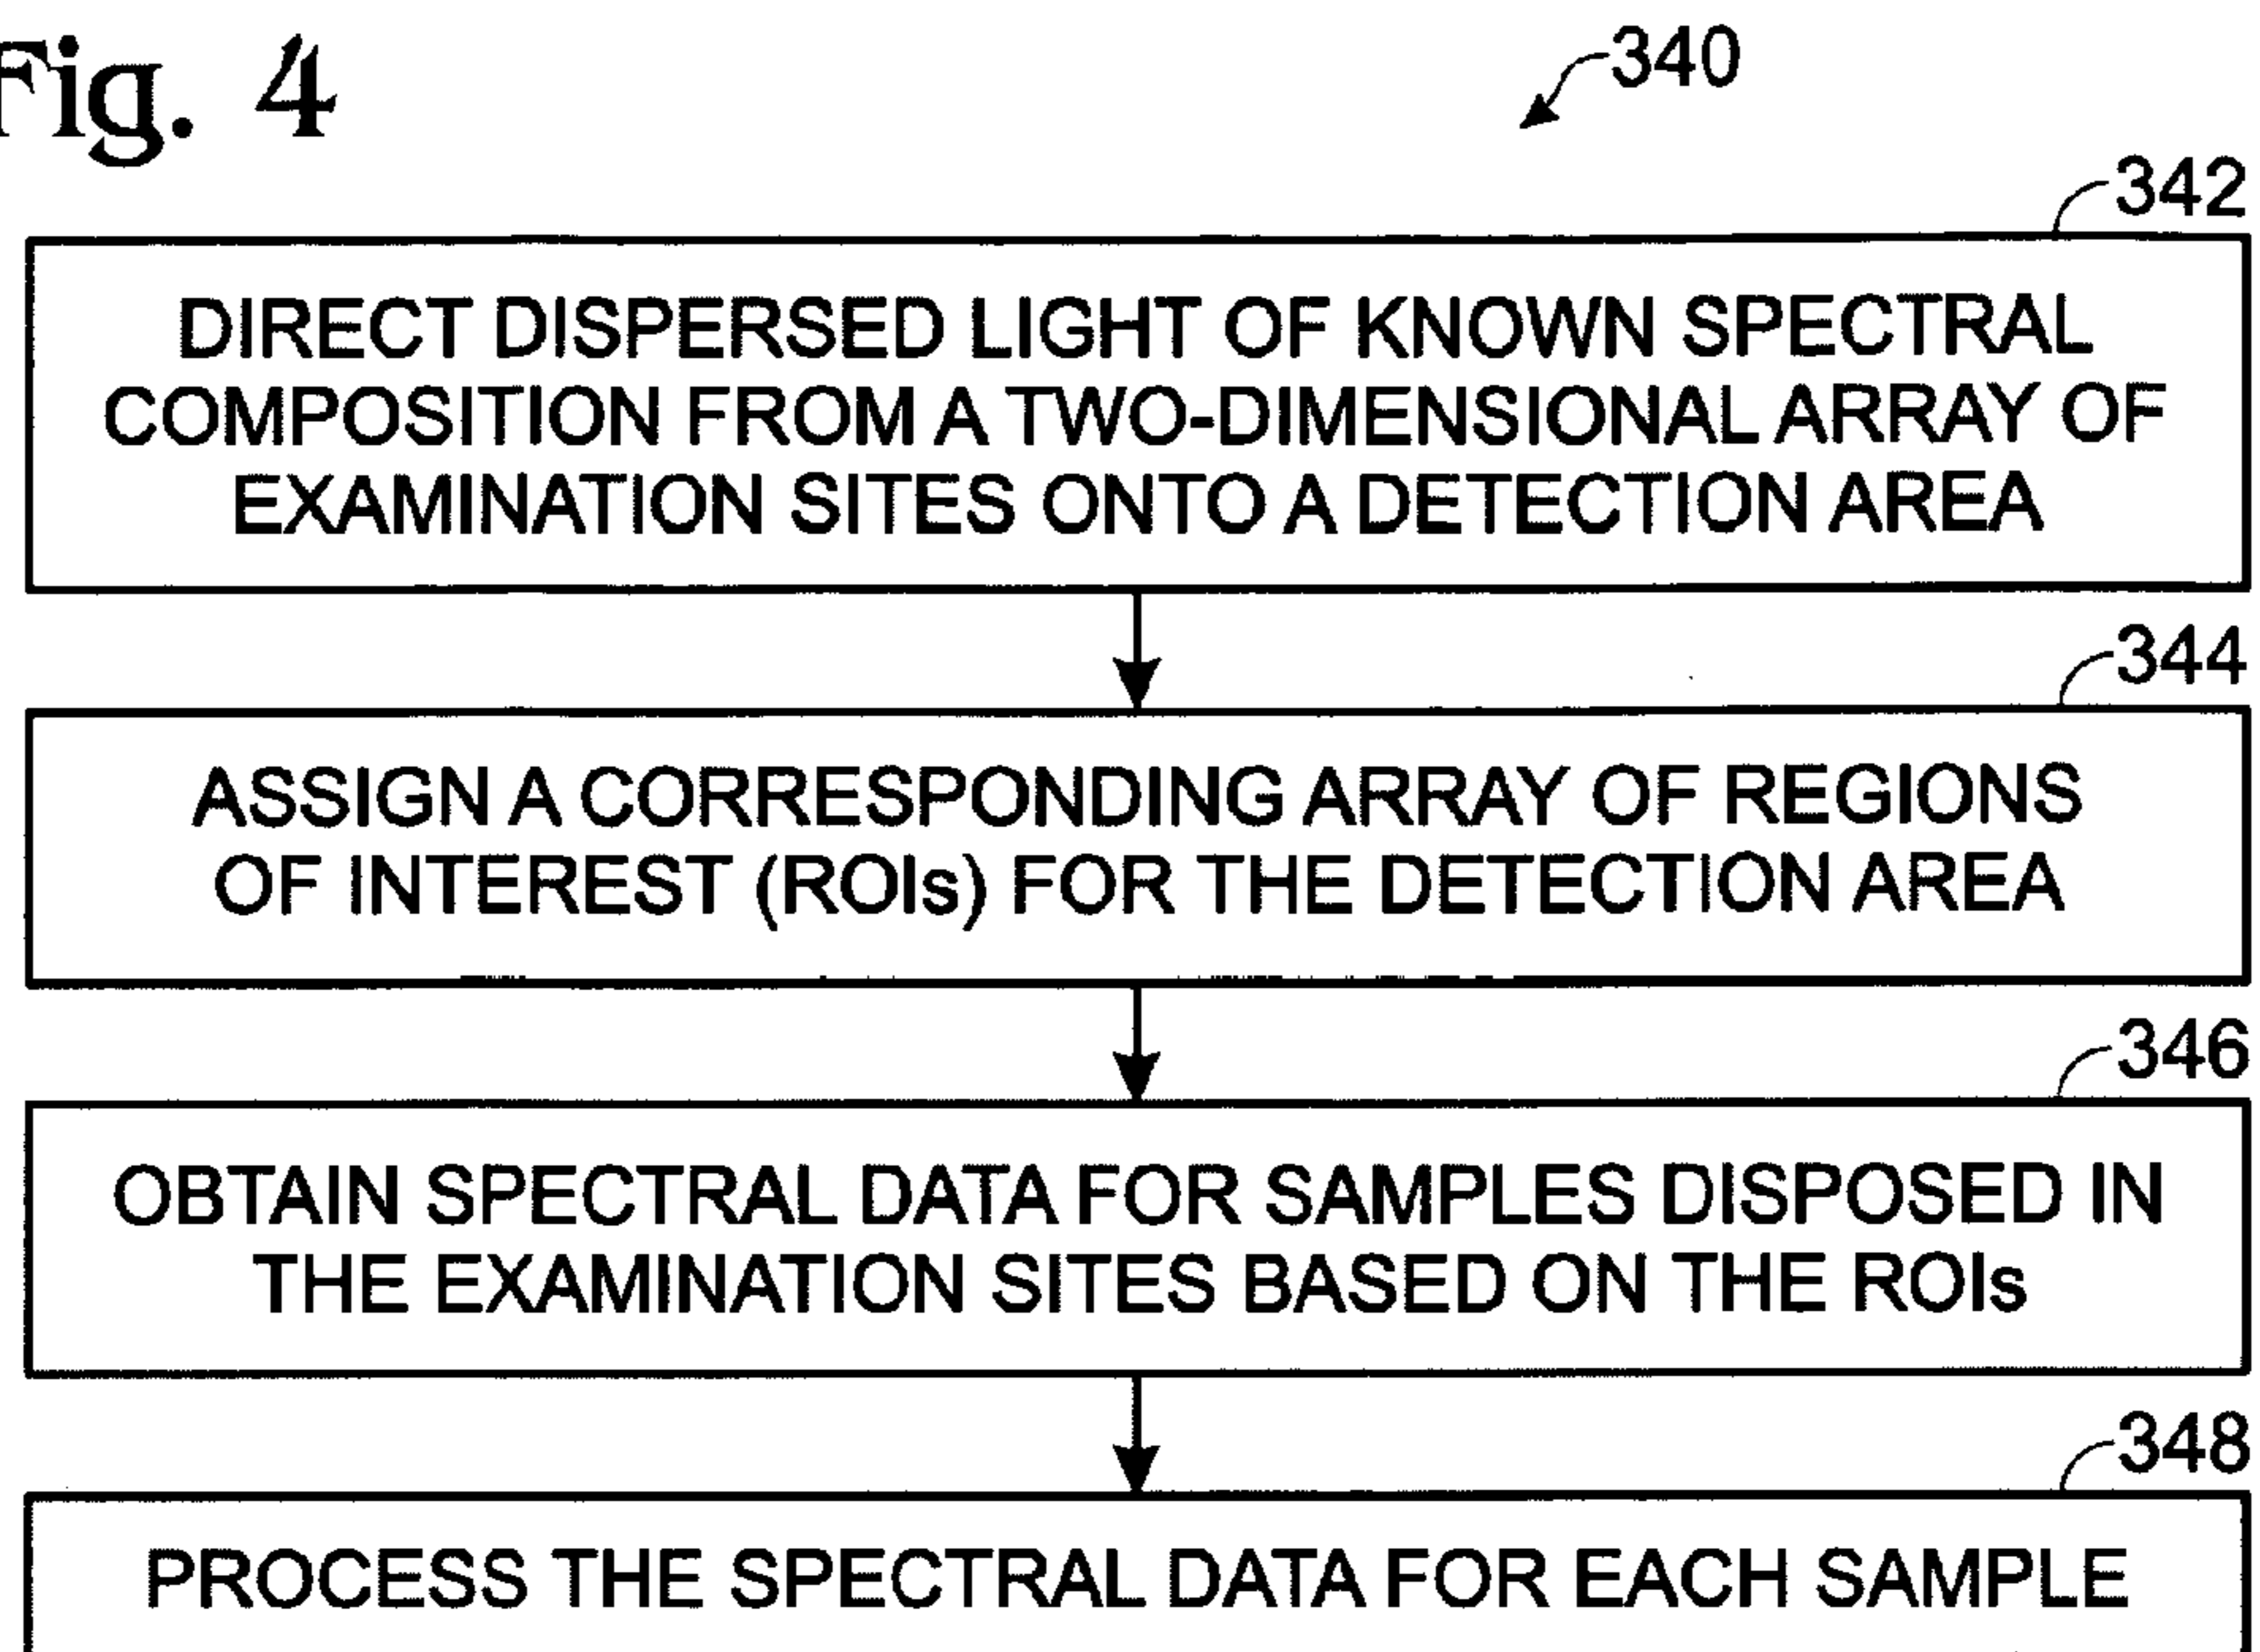 Fig. 4
340
342
DIRECT DISPERSED LIGHT OF KNOWN SPECTRAL
COMPOSITION FROM A TWO-DIMENSIONAL ARRAY OF
EXAMINATION SITES ONTO A DETECTION AREA
344
ASSIGN A CORRESPONDING ARRAY OF REGIONS
OF INTEREST (ROIs) FOR THE DETECTION AREA
346
OBTAIN SPECTRAL DATA FOR SAMPLES DISPOSED IN
THE EXAMINATION SITES BASED ON THE ROIs
348
PROCESS THE SPECTRAL DATA FOR EACH SAMPLE